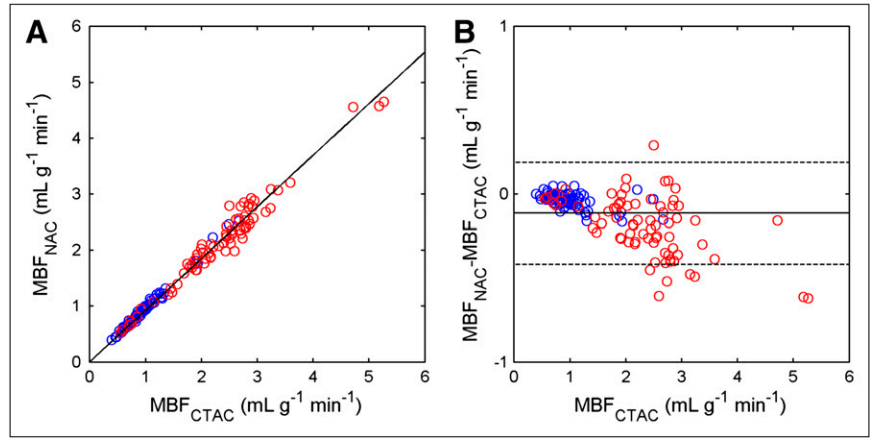 A
6
5
4
3
2
1
0
MBF_NAC (mL g^-1 min^-1)
0 1 2 3 4 5 6
MBF_CTAC (mL g^-1 min^-1)
B
1
0
-1
MBF_NAC-MBF_CTAC (mL g^-1 min^-1)
0 1 2 3 4 5 6
MBF_CTAC (mL g^-1 min^-1)